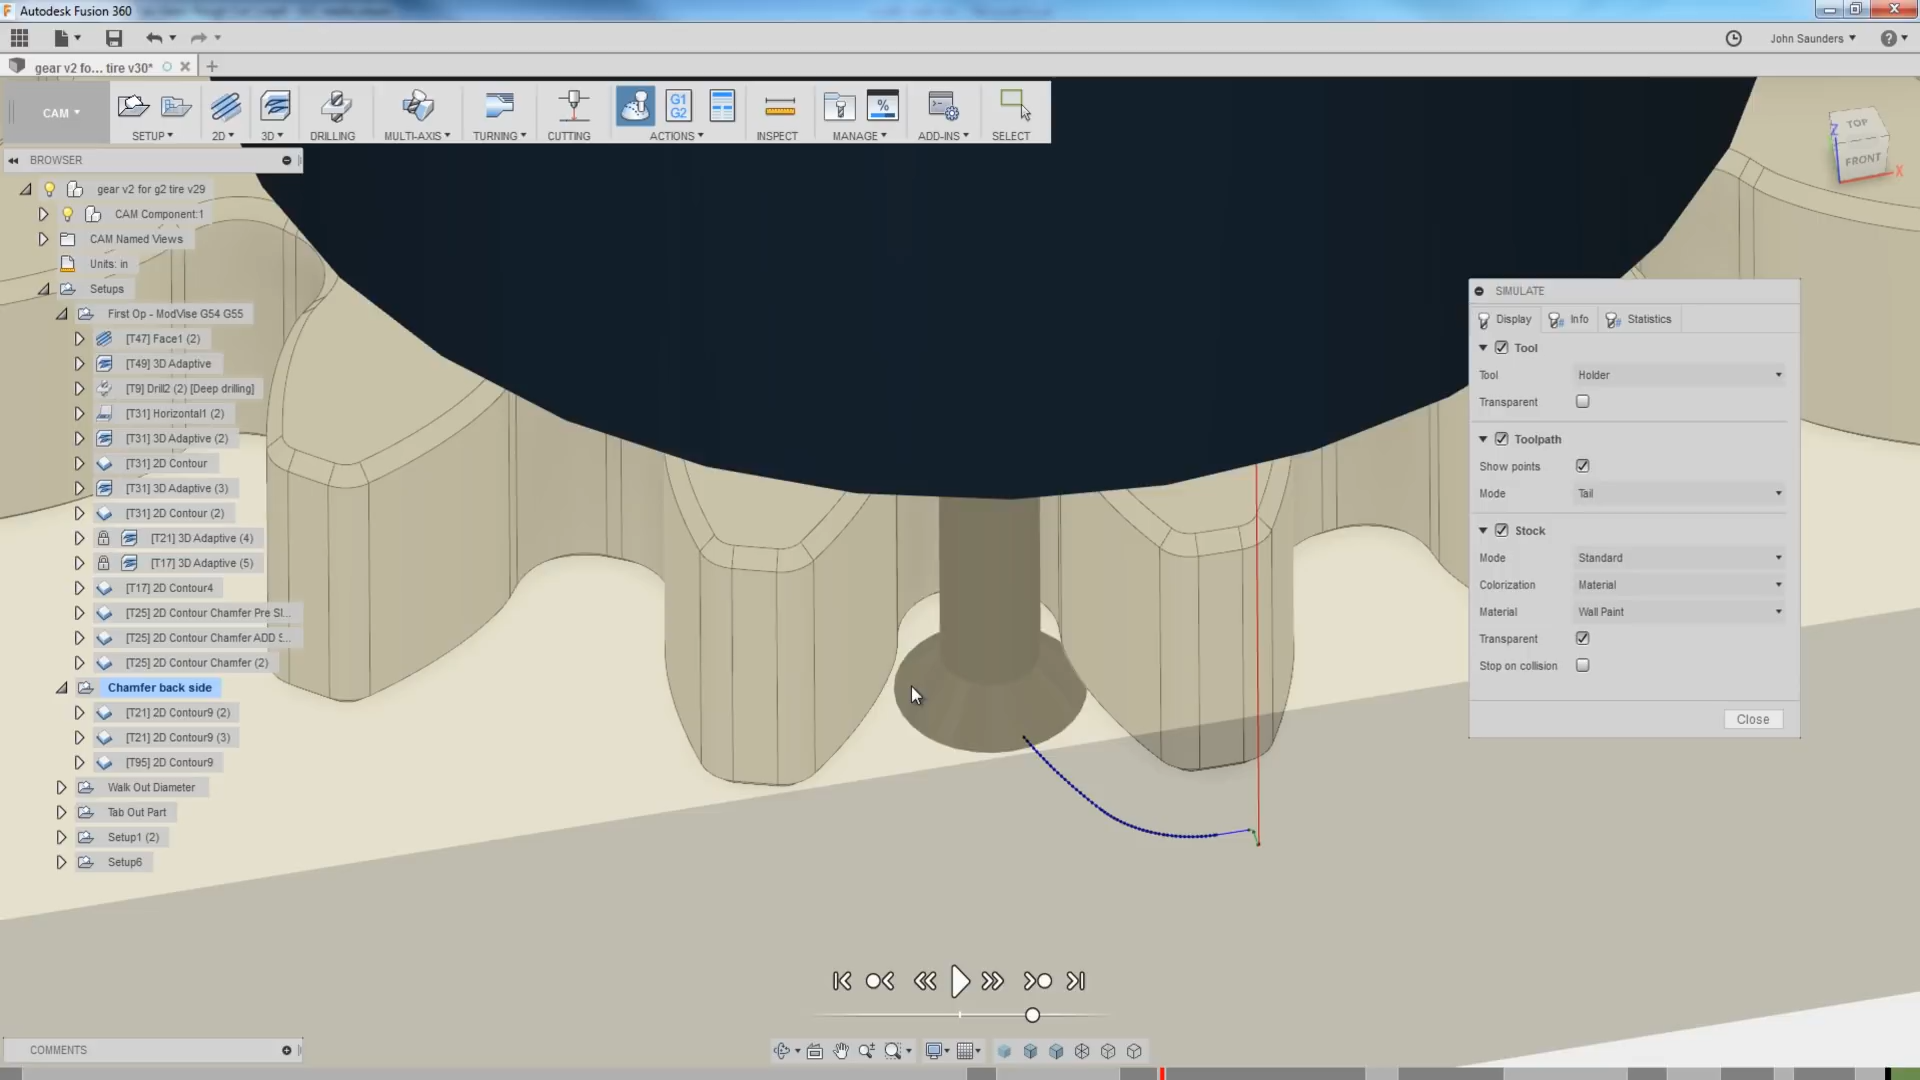 Autodesk Fusion 360
John Saunders
gear v2 fo... tire v30*
CAM
SETUP
2D
3D
DRILLING
MULTI-AXIS
TURNING
CUTTING
G1
G2
ACTIONS
INSPECT
%
MANAGE
ADD-INS
SELECT
TOP
FRONT
Z
X
BROWSER
gear v2 for g2 tire v29
CAM Component:1
CAM Named Views
Units: in
Setups
First Op - ModVise G54 G55
[T47] Face1 (2)
[T49] 3D Adaptive
[T9] Drill2 (2) [Deep drilling]
[T31] Horizontal1 (2)
[T31] 3D Adaptive (2)
[T31] 2D Contour
[T31] 3D Adaptive (3)
[T31] 2D Contour (2)
[T21] 3D Adaptive (4)
[T17] 3D Adaptive (5)
[T17] 2D Contour4
[T25] 2D Contour Chamfer Pre Sl...
[T25] 2D Contour Chamfer ADD S...
[T25] 2D Contour Chamfer (2)
Chamfer back side
[T21] 2D Contour9 (2)
[T21] 2D Contour9 (3)
[T95] 2D Contour9
Walk Out Diameter
Tab Out Part
Setup1 (2)
Setup6
SIMULATE
Display
Info
Statistics
Tool
Tool
Holder
Transparent
Toolpath
Show points
Mode
Tail
Stock
Mode
Standard
Colorization
Material
Material
Wall Paint
Transparent
Stop on collision
Close
COMMENTS